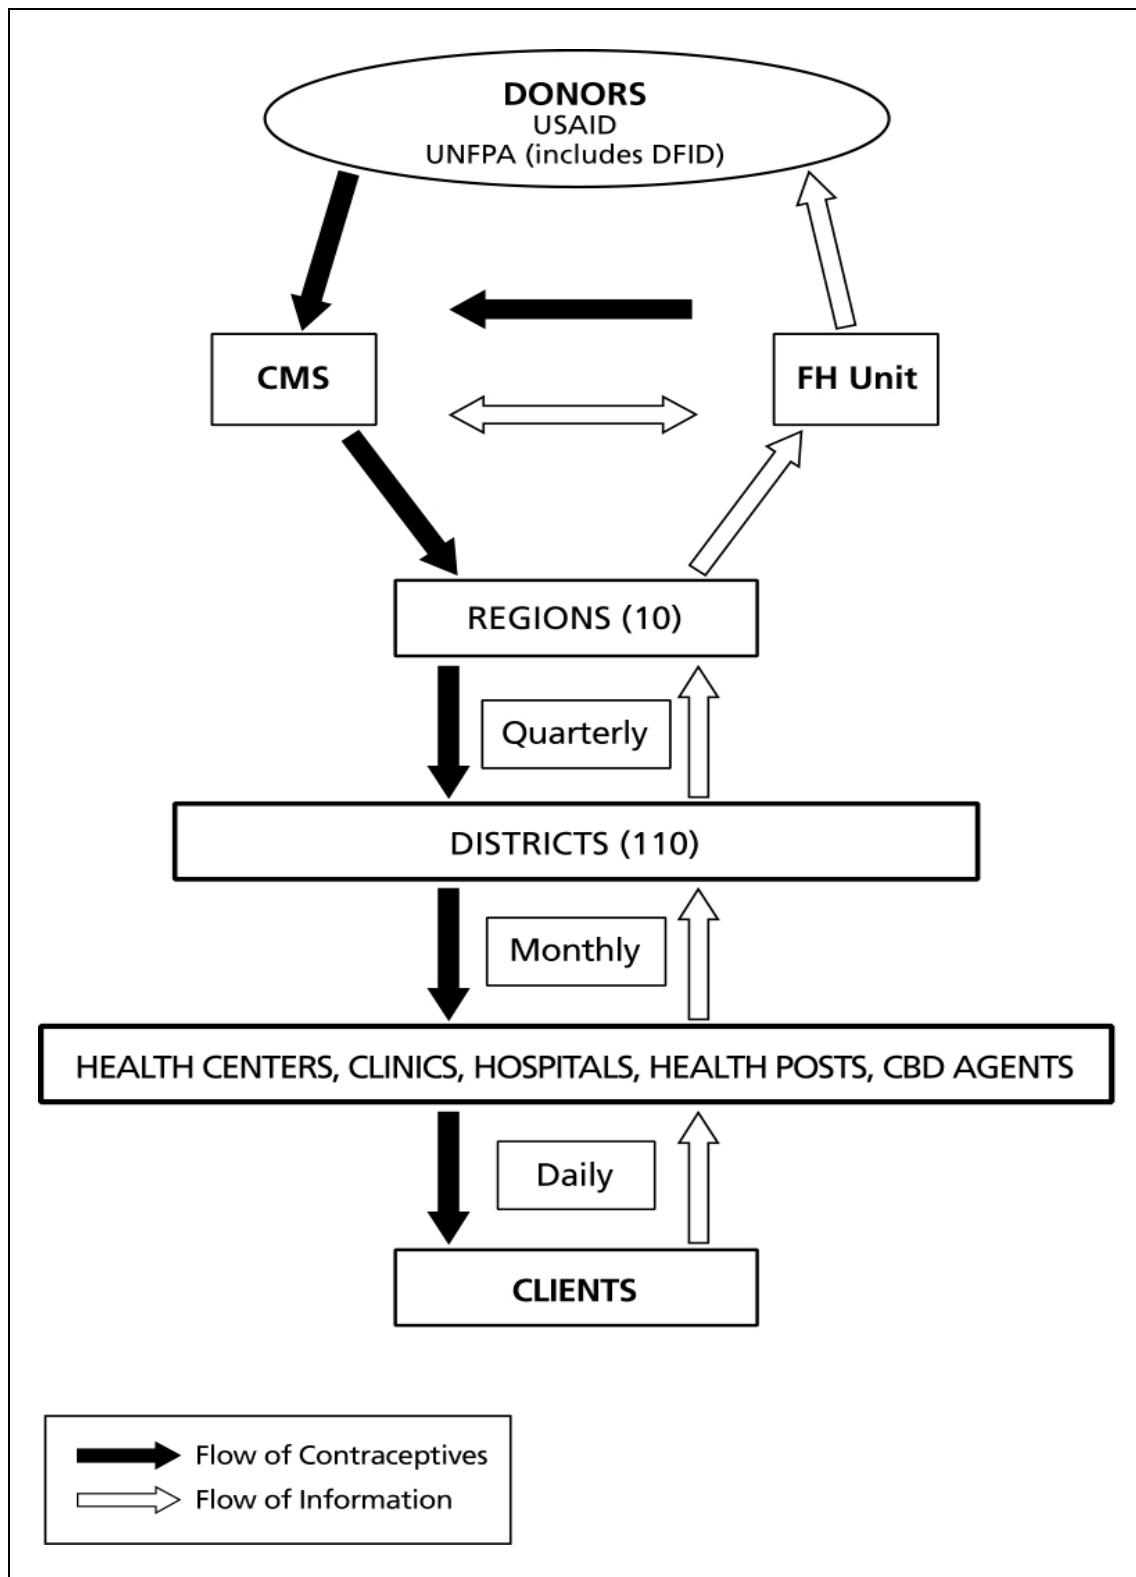 DONORS
USAID
UNFPA (includes DFID)
CMS
FH Unit
REGIONS (10)
Quarterly
DISTRICTS (110)
Monthly
HEALTH CENTERS, CLINICS, HOSPITALS, HEALTH POSTS, CBD AGENTS
Daily
CLIENTS
Flow of Contraceptives
Flow of Information